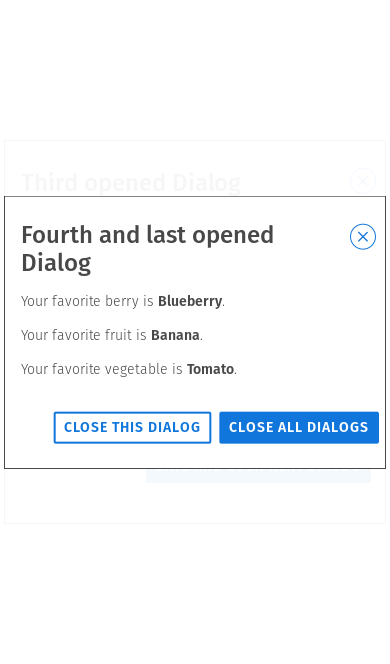 Third opened Dialog
Fourth and last opened
Dialog
Your favorite berry is Blueberry.
Your favorite fruit is Banana.
Your favorite vegetable is Tomato.
CLOSE THIS DIALOG
CLOSE ALL DIALOGS